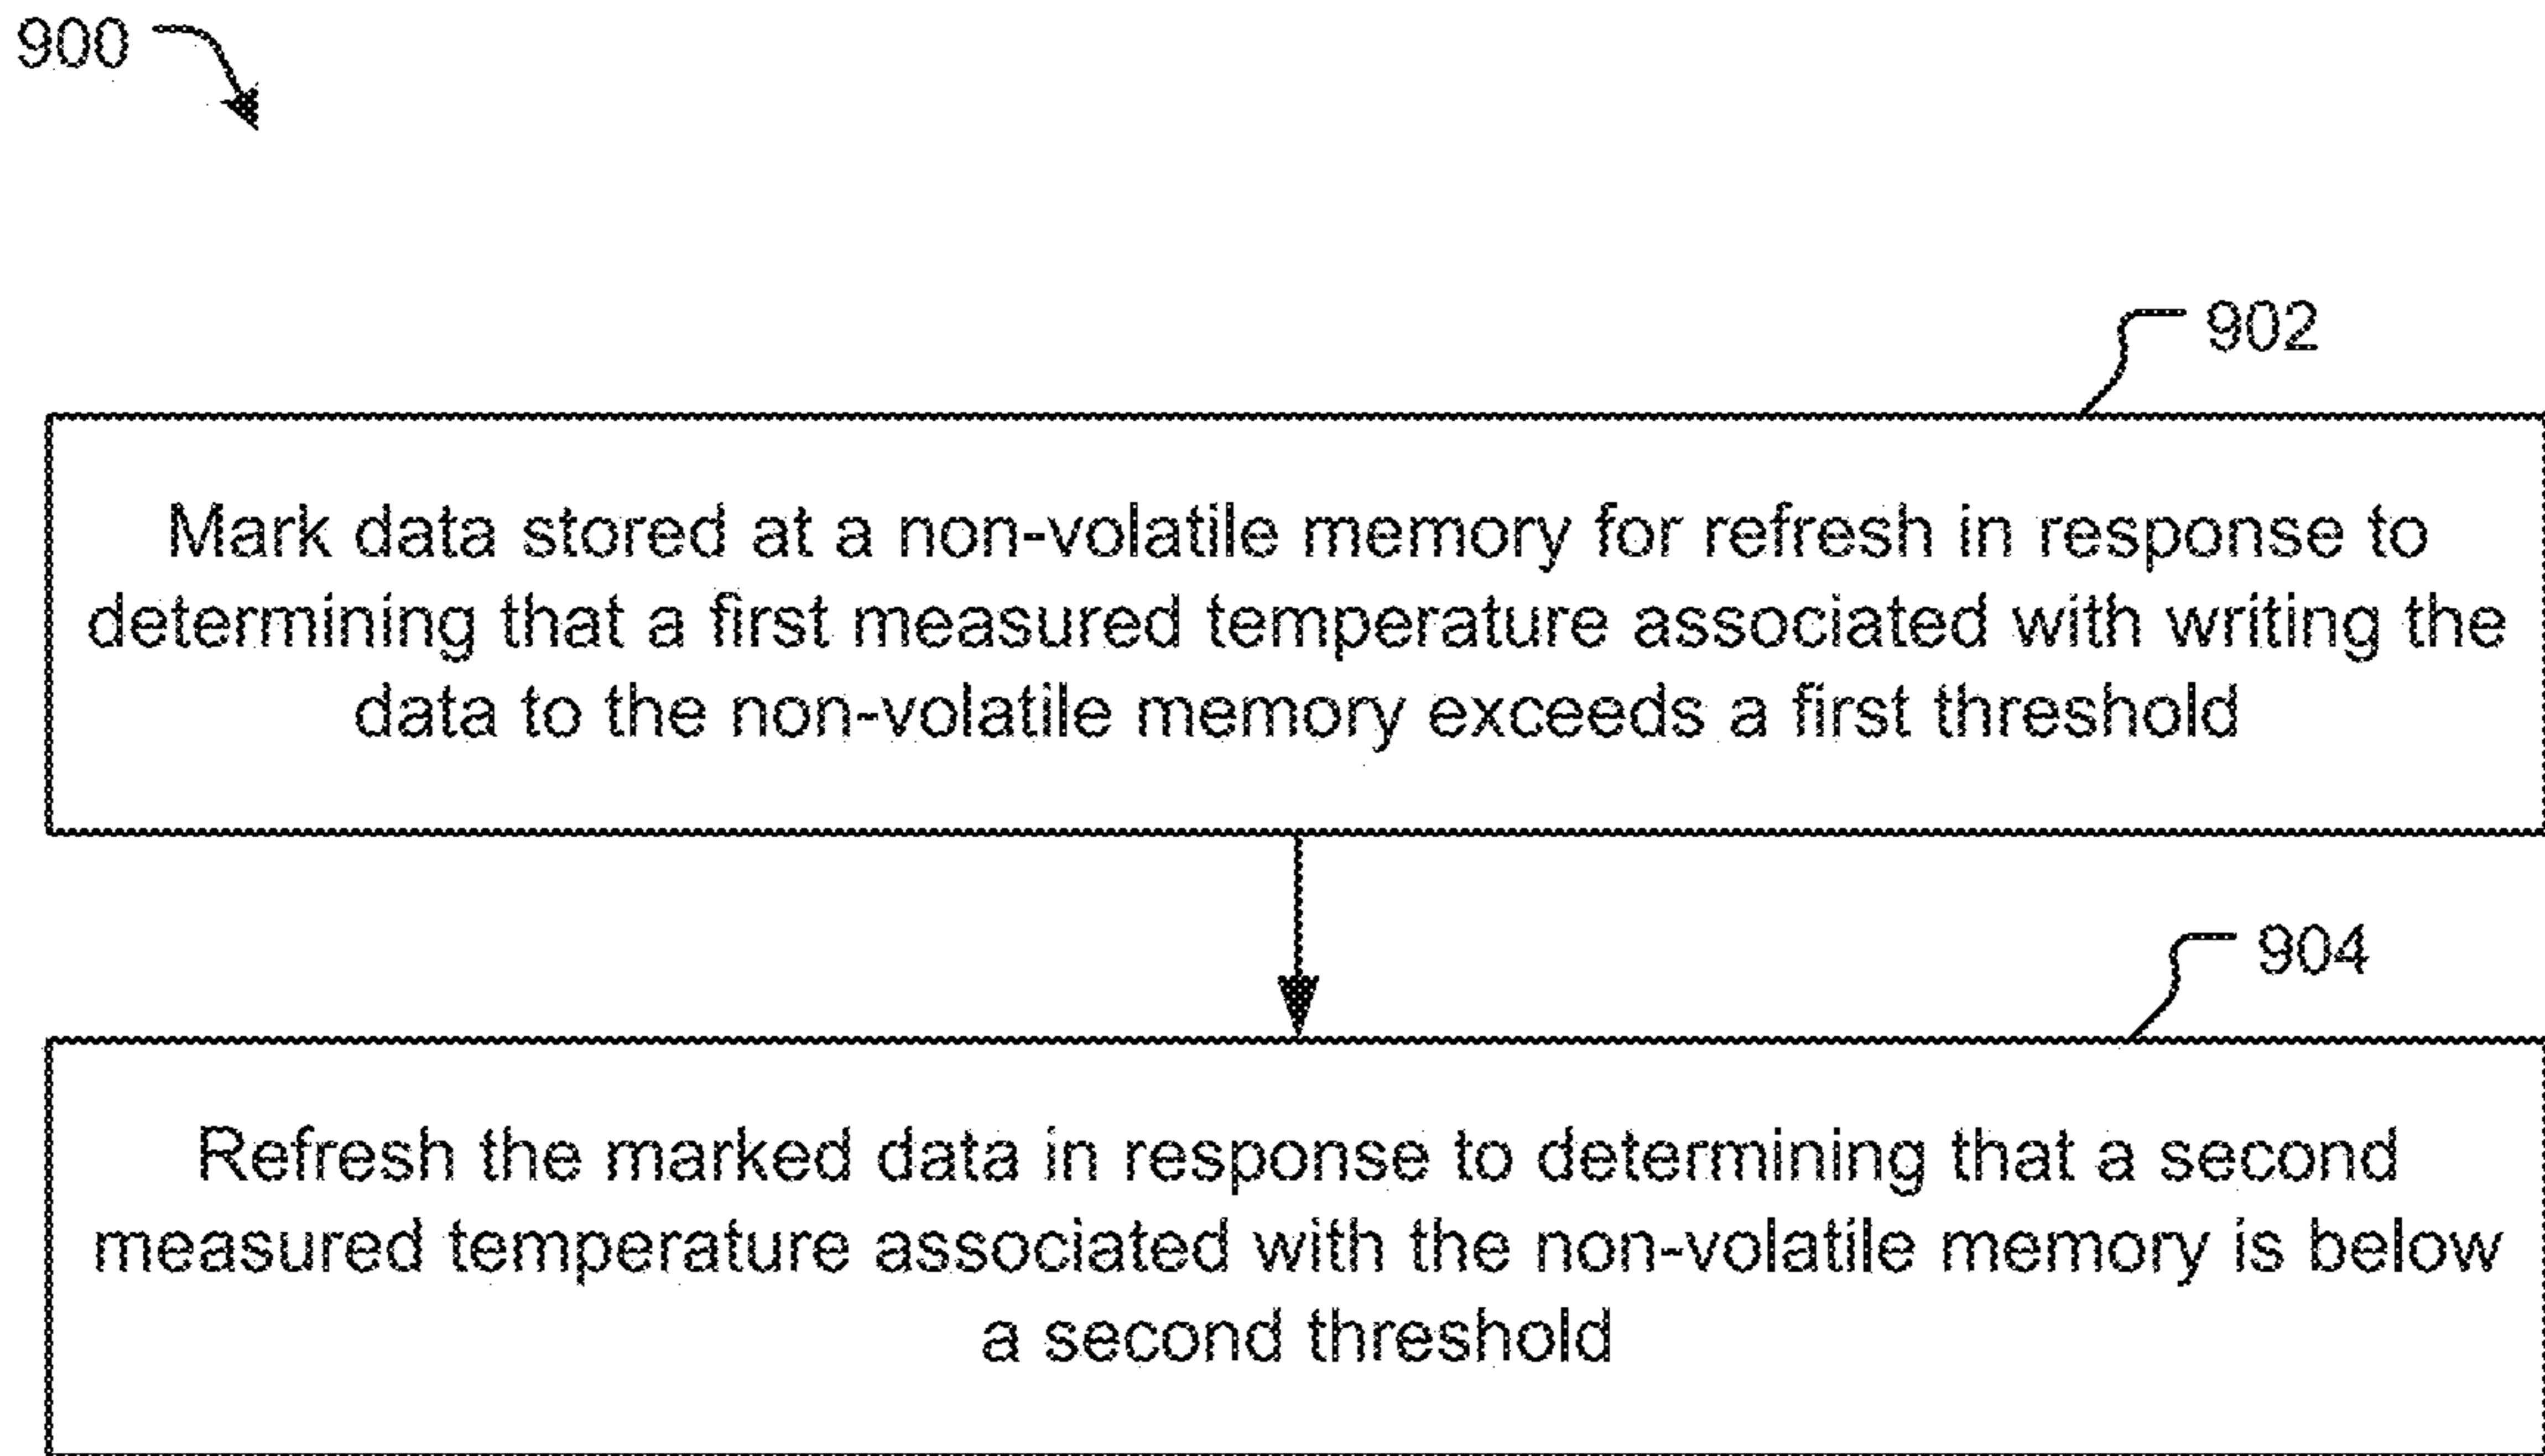 900
902
Mark data stored at a non-volatile memory for refresh in response to
determining that a first measured temperature associated with writing the
data to the non-volatile memory exceeds a first threshold
904
Refresh the marked data in response to determining that a second
measured temperature associated with the non-volatile memory is below
a second threshold